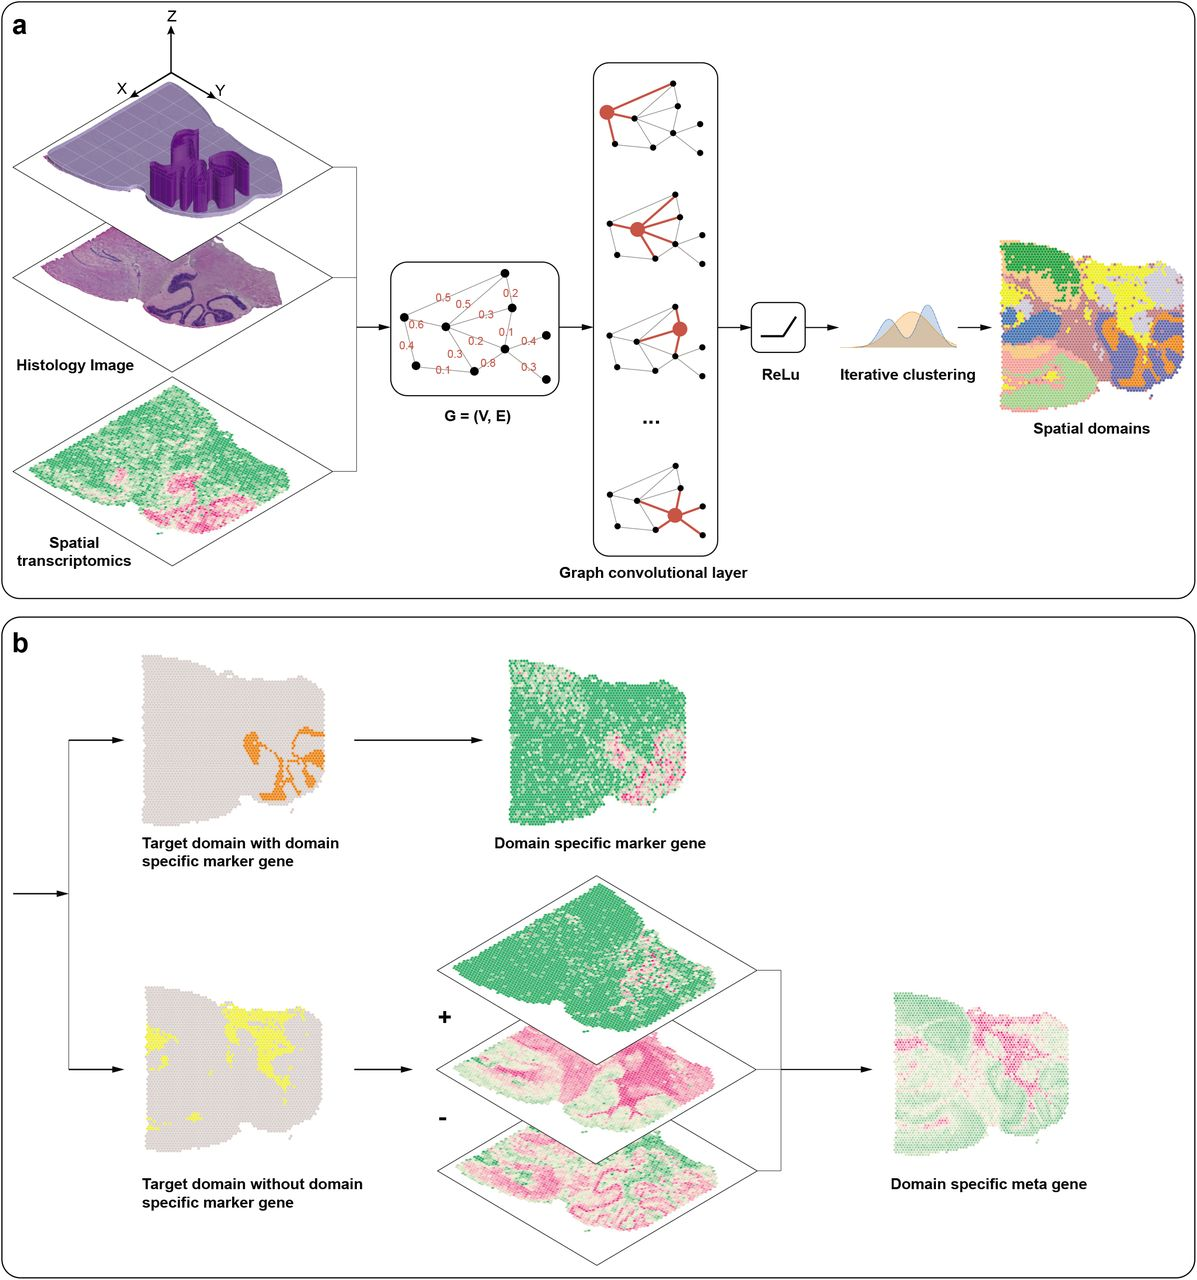 a
Z
X
Y
Histology Image
Spatial
transcriptomics
0.5
0.5
0.2
0.6
0.3
0.1
0.4
0.2
0.4
0.3
0.8
0.1
0.3
G = (V, E)
...
Graph convolutional layer
ReLu
Iterative clustering
Spatial domains
b
Target domain with domain
specific marker gene
Domain specific marker gene
+
-
Target domain without domain
specific marker gene
Domain specific meta gene